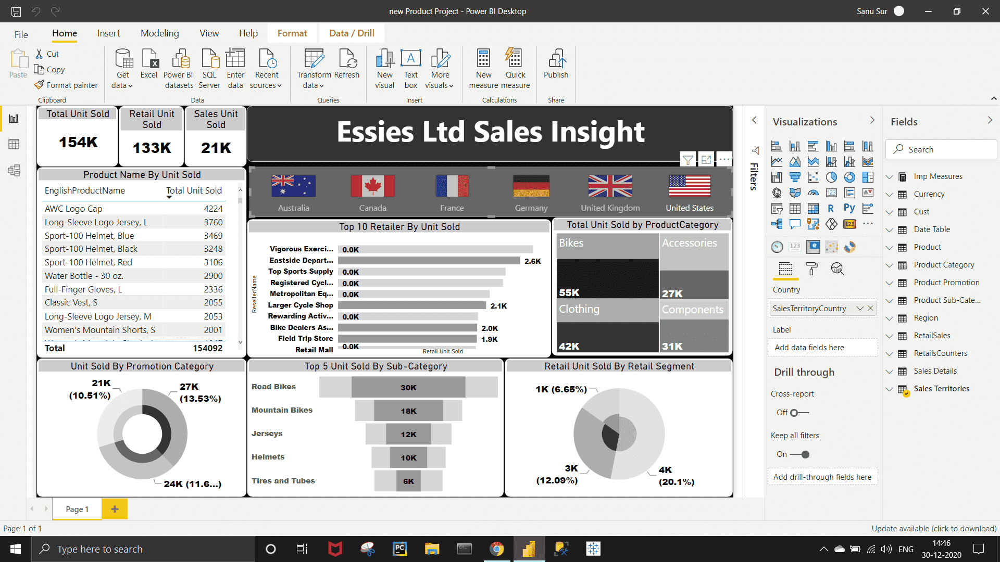 new Product Project - Power BI Desktop
Sanu Sur
File
Home
Insert
Modeling
View
Help
Format
Data / Drill
Paste
Cut
Copy
Format painter
Clipboard
Get data
Excel
Power BI datasets
SQL Server
Enter data
Recent sources
Data
Transform data
Refresh
Queries
New visual
Text box
More visuals
Insert
New measure
Quick measure
Calculations
Publish
Share
Total Unit Sold
154K
Retail Unit Sold
133K
Sales Unit Sold
21K
Essies Ltd Sales Insight
Product Name By Unit Sold
EnglishProductName Total Unit Sold
AWC Logo Cap 4224
Long-Sleeve Logo Jersey, L 3760
Sport-100 Helmet, Blue 3469
Sport-100 Helmet, Black 3248
Sport-100 Helmet, Red 3106
Water Bottle - 30 oz. 2900
Full-Finger Gloves, L 2336
Classic Vest, S 2055
Long-Sleeve Logo Jersey, M 2053
Women's Mountain Shorts, S 2001
Total 154092
Australia
Canada
France
Germany
United Kingdom
United States
Top 10 Retailer By Unit Sold
ResellerName
Vigorous Exerci... 0.0K
Eastside Depart... 2.6K
Top Sports Supply 0.0K
Registered Cycl... 0.0K
Metropolitan Eq... 0.0K
Larger Cycle Shop 2.1K
Rewarding Activ... 0.0K
Bike Dealers As... 2.0K
Field Trip Store 1.9K
Retail Mall 0.0K
Retail Unit Sold
Total Unit Sold by ProductCategory
Bikes
55K
Accessories
27K
Clothing
42K
Components
31K
Unit Sold By Promotion Category
21K
(10.51%)
27K
(13.53%)
24K (11.6...)
Top 5 Unit Sold By Sub-Category
Road Bikes 30K
Mountain Bikes 18K
Jerseys 12K
Helmets 10K
Tires and Tubes 6K
Retail Unit Sold By Retail Segment
1K (6.65%)
3K
(12.09%)
4K
(20.1%)
Filters
Visualizations
123
R
Py
123
123
e
Country
SalesTerritoryCountry
Label
Add data fields here
Drill through
Cross-report
Off
Keep all filters
On
Add drill-through fields here
Fields
Search
Imp Measures
Currency
Cust
Date Table
Product
Product Category
Product Promotion
Product Sub-Cate...
Region
RetailSales
RetailsCounters
Sales Details
Sales Territories
Page 1
Page 1 of 1
Update available (click to download)
Type here to search
PC
ENG
14:46
30-12-2020